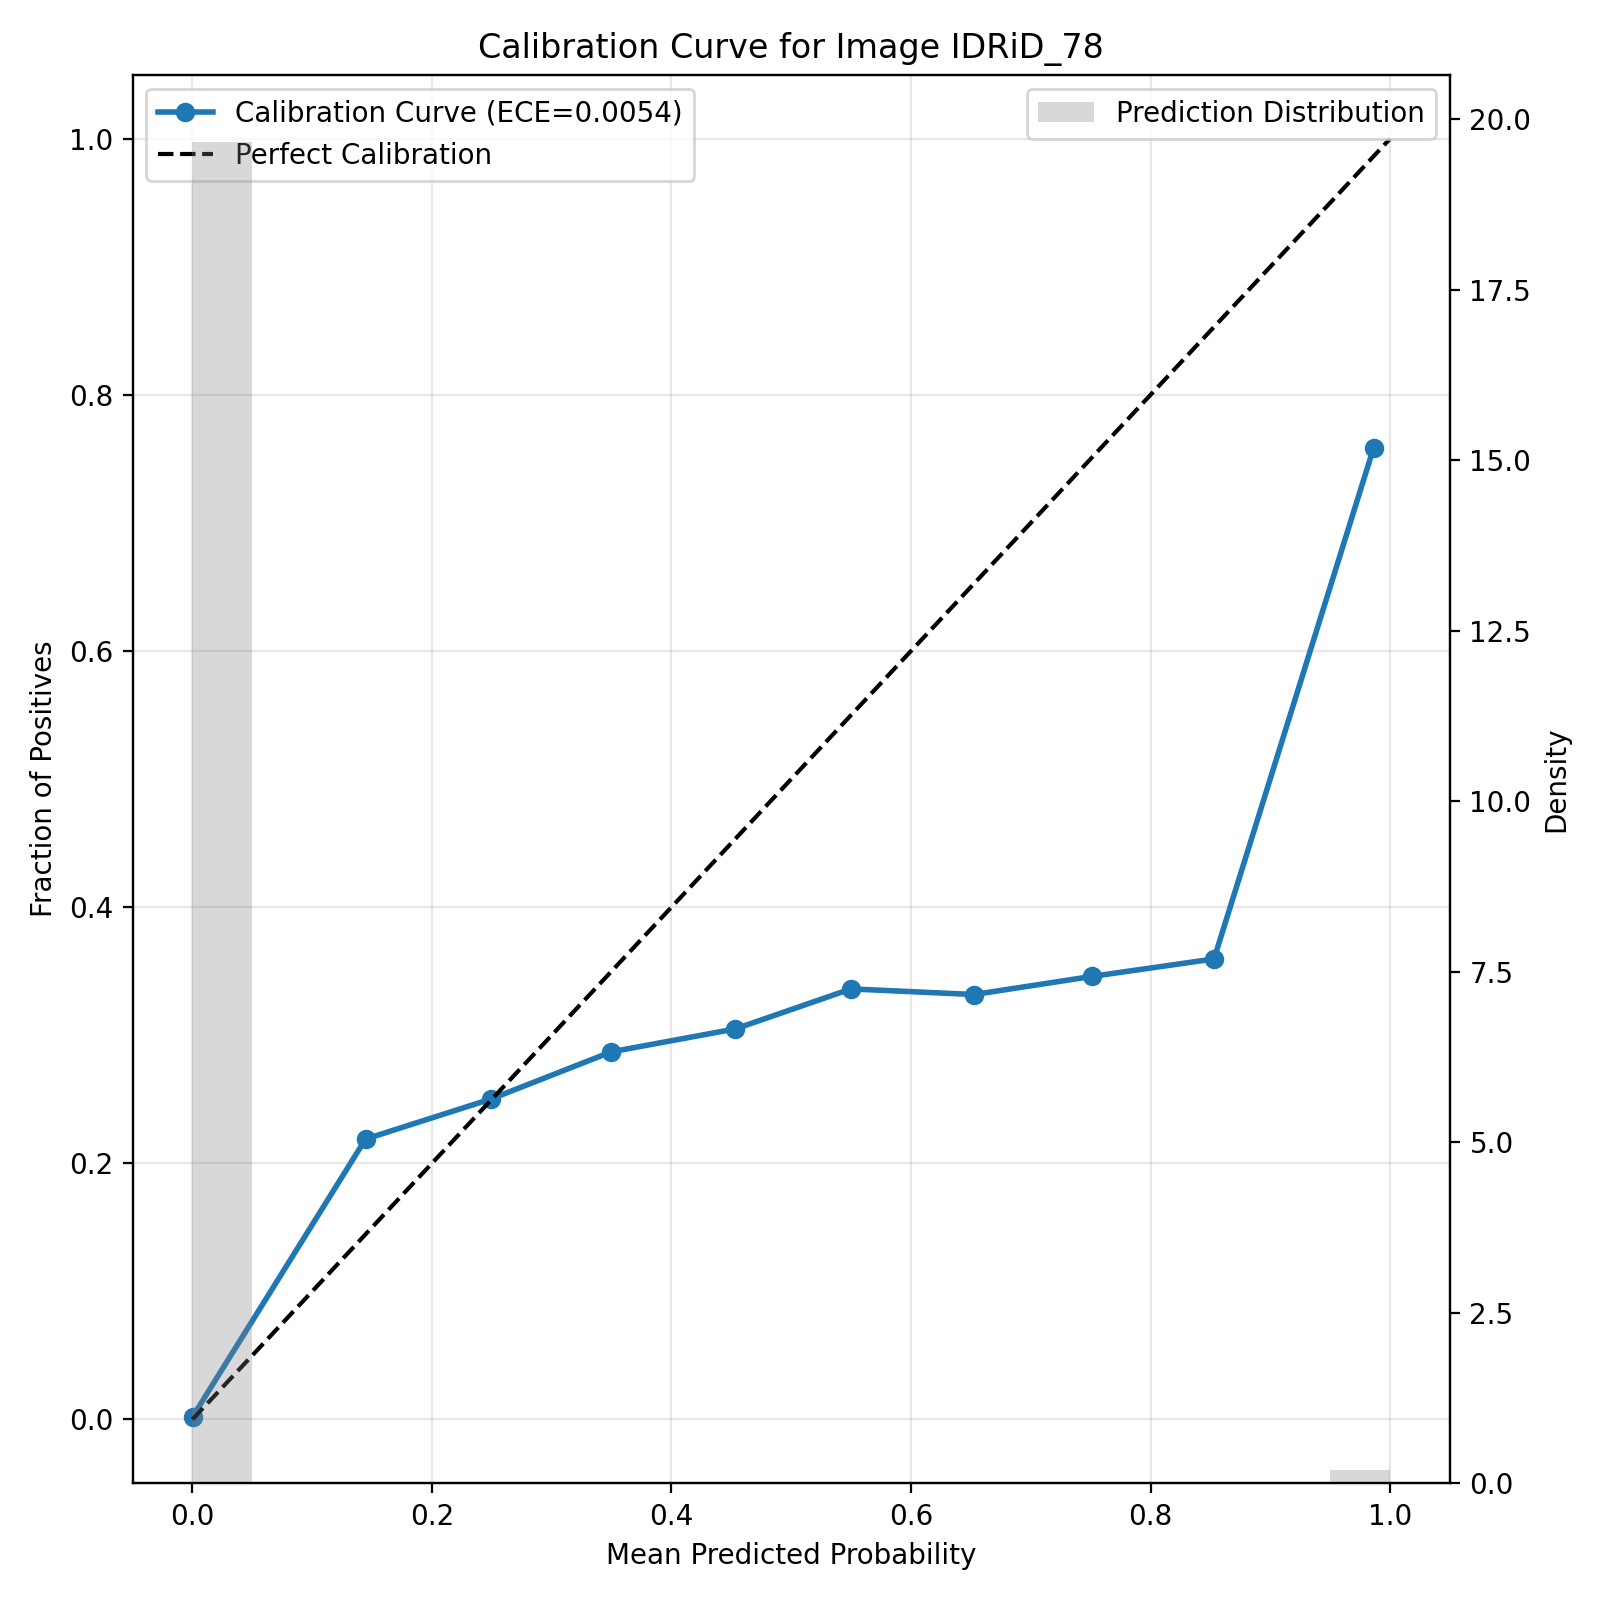 Calibration Curve for Image IDRiD_78
Calibration Curve (ECE=0.0054)
Perfect Calibration
Prediction Distribution
1.0
0.8
0.6
0.4
0.2
0.0
Fraction of Positives
20.0
17.5
15.0
12.5
10.0
7.5
5.0
2.5
0.0
Density
0.0 0.2 0.4 0.6 0.8 1.0
Mean Predicted Probability